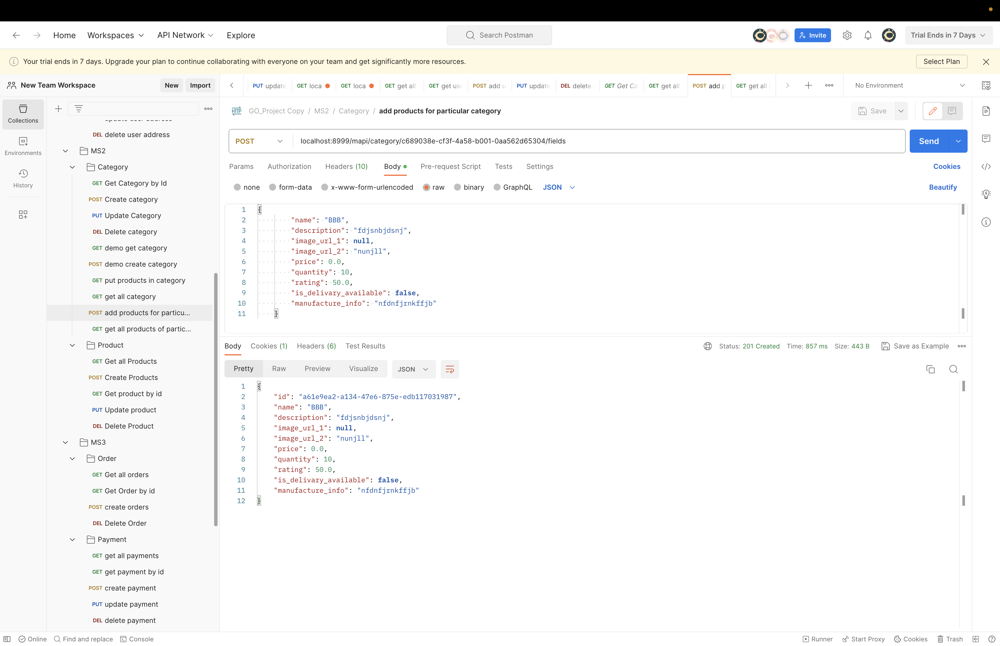 Home Workspaces API Network Explore Search Postman Invite Trial Ends in 7 Days
Your trial ends in 7 days. Upgrade your plan to continue collaborating with everyone on your team and get significantly more resources. Select Plan
New Team Workspace New Import
PUT update GET loca GET loca GET get all GET get use POST add u PUT update DEL delete GET Get Ca GET get all POST add p GET get all No Environment
Collections
Environments
History
update user address
DEL delete user address
MS2
Category
GET Get Category by Id
POST Create category
PUT Update Category
DEL Delete category
GET demo get category
POST demo create category
GET put products in category
GET get all category
POST add products for particu...
GET get all products of partic...
Product
GET Get all Products
POST Create Products
GET Get product by id
PUT Update product
DEL Delete Product
MS3
Order
GET Get all orders
GET Get Order by id
POST create orders
DEL Delete Order
Payment
GET get all payments
GET get payment by id
POST create payment
PUT update payment
DEL delete payment
HTTP GO_Project Copy / MS2 / Category / add products for particular category Save
POST localhost:8999/mapi/category/c689038e-cf3f-4a58-b001-0aa562d65304/fields Send
Params Authorization Headers (10) Body Pre-request Script Tests Settings Cookies
none form-data x-www-form-urlencoded raw binary GraphQL JSON Beautify
1 {
2 "name": "BBB",
3 "description": "fdjsnbjdsnj",
4 "image_url_1": null,
5 "image_url_2": "nunjll",
6 "price": 0.0,
7 "quantity": 10,
8 "rating": 50.0,
9 "is_delivary_available": false,
10 "manufacture_info": "nfdnfjrnkffjb"
11 }
Body Cookies (1) Headers (6) Test Results Status: 201 Created Time: 857 ms Size: 443 B Save as Example
Pretty Raw Preview Visualize JSON
1 {
2 "id": "a61e9ea2-a134-47e6-875e-edb117031987",
3 "name": "BBB",
4 "description": "fdjsnbjdsnj",
5 "image_url_1": null,
6 "image_url_2": "nunjll",
7 "price": 0.0,
8 "quantity": 10,
9 "rating": 50.0,
10 "is_delivary_available": false,
11 "manufacture_info": "nfdnfjrnkffjb"
12 }
Online Find and replace Console Runner Start Proxy Cookies Trash